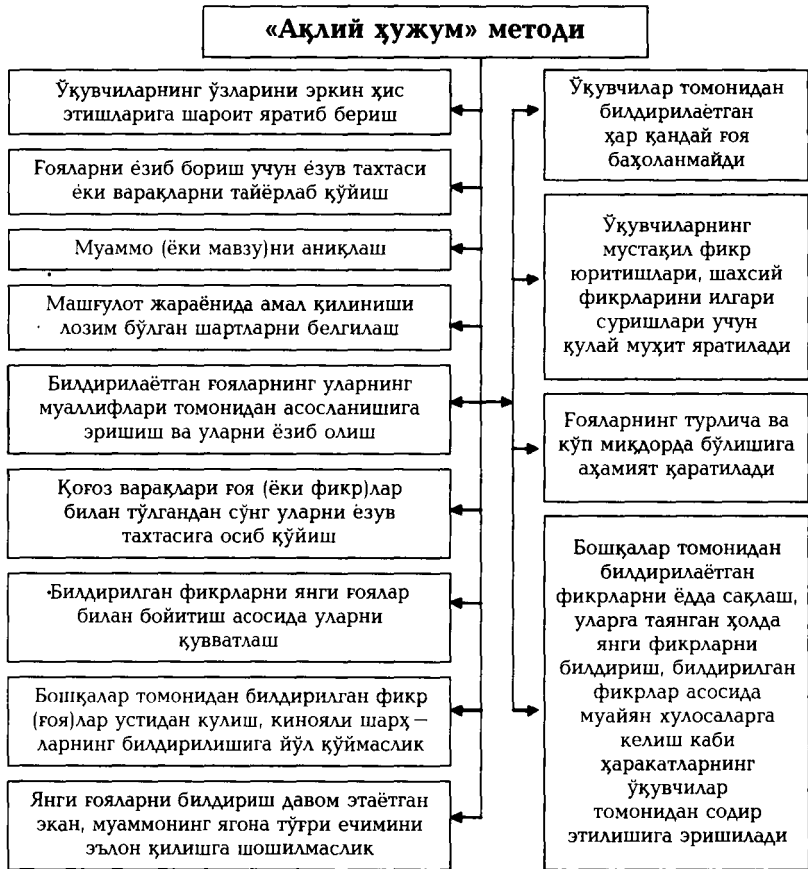 «Ақлий ҳужум» методи
Ўқувчиларнинг ўзларини эркин ҳис
этишларига шароит яратиб бериш
Ғояларни ёзиб бориш учун ёзув тахтаси
ёки варақларни тайёрлаб қўйиш
Муаммо (ёки мавзу)ни аниқлаш
Машғулот жараёнида амал қилиниши
лозим бўлган шартларни белгилаш
Билдирилаётган ғояларнинг уларнинг
муаллифлари томонидан асосланишига
эришиш ва уларни ёзиб олиш
Қоғоз варақлари ғоя (ёки фикр)лар
билан тўлгандан сўнг уларни ёзув
тахтасига осиб қўйиш
Билдирилган фикрларни янги ғоялар
билан бойитиш асосида уларни
қувватлаш
Бошқалар томонидан билдирилган фикр
(ғоя)лар устидан кулиш, кинояли шарҳ–
ларнинг билдирилишига йўл қўймаслик
Янги ғояларни билдириш давом этаётган
экан, муаммонинг ягона тўғри ечимини
эълон қилишга шошилмаслик
Ўқувчилар томонидан
билдирилаётган
ҳар қандай ғоя
баҳоланмайди
Ўқувчиларнинг
мустақил фикр
юритишлари, шахсий
фикрларини илгари
суришлари учун
қулай муҳит яратилади
Ғояларнинг турлича ва
кўп миқдорда бўлишига
аҳамият қаратилади
Бошқалар томонидан
билдирилаётган
фикрларни ёдда сақлаш,
уларга таянган ҳолда
янги фикрларни
билдириш, билдирилган
фикрлар асосида
муайян хулосаларга
келиш каби
ҳаракатларнинг
ўқувчилар
томонидан содир
этилишига эришилади